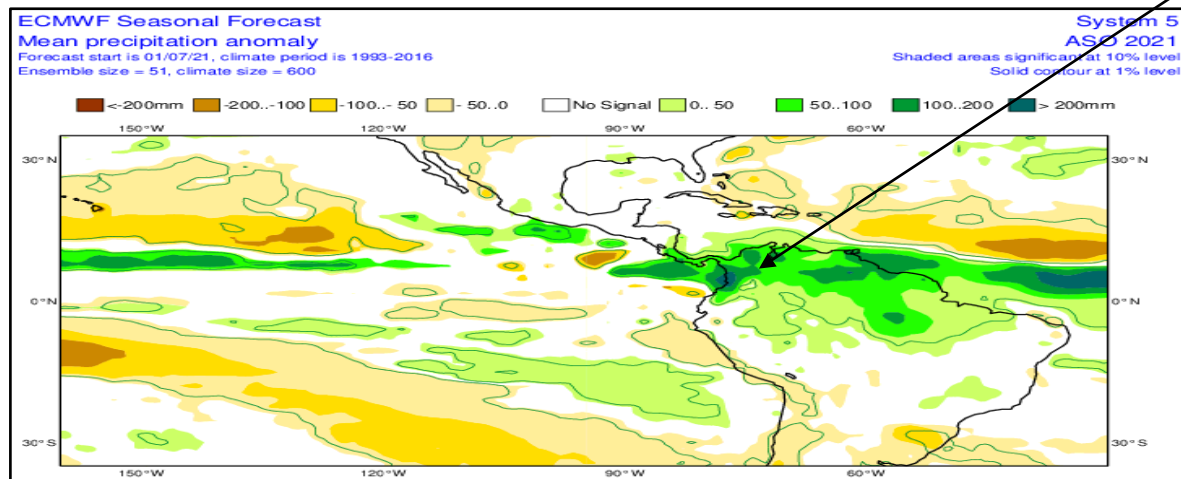 ECMWF Seasonal Forecast System 5
Mean precipitation anomaly ASO 2021
Forecast start is 01/07/21, climate period is 1993-2016 Shaded areas significant at 10% level
Ensemble size = 51, climate size = 600 Solid contour at 1% level
<-200mm -200..-100 -100..- 50 - 50..0 No Signal 0.. 50 50..100 100..200 > 200mm
150°W 120°W 90°W 60°W
30°N 30°N
0°N 0°N
30°S 30°S
150°W 120°W 90°W 60°W